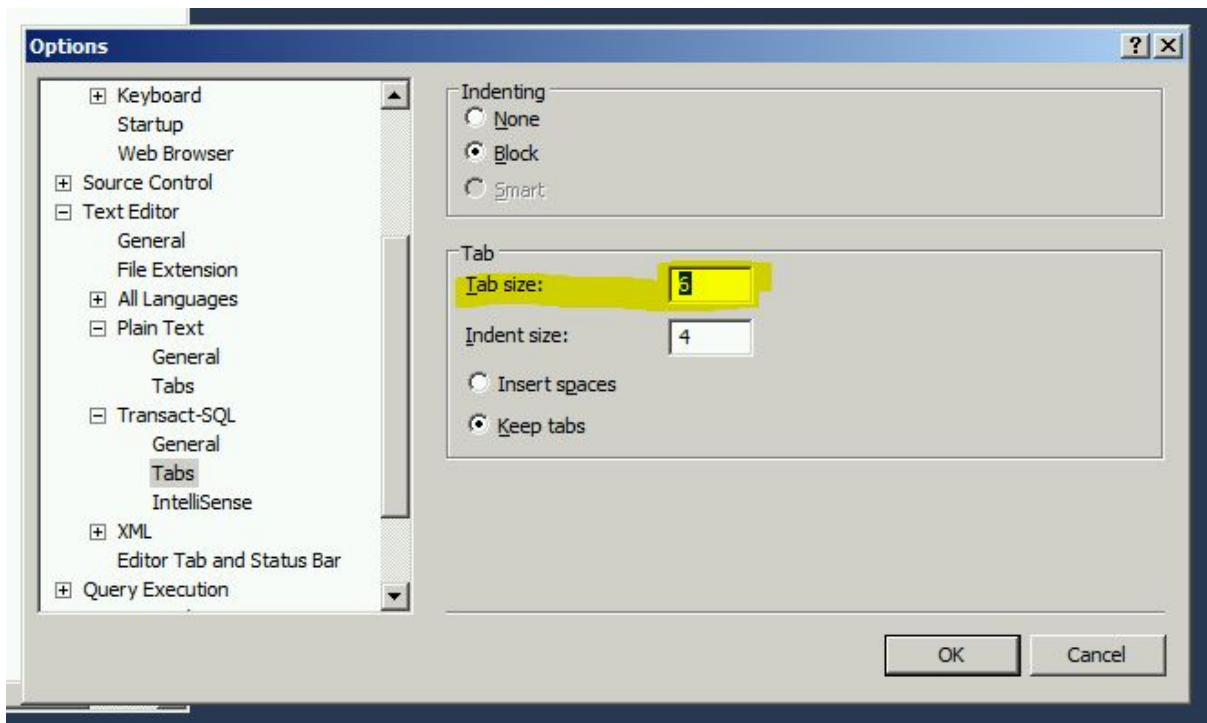 Options
Keyboard
Startup
Web Browser
Source Control
Text Editor
General
File Extension
All Languages
Plain Text
General
Tabs
Transact-SQL
General
Tabs
IntelliSense
XML
Editor Tab and Status Bar
Query Execution
Indenting
None
Block
Smart
Tab
Tab size:
6
Indent size:
4
Insert spaces
Keep tabs
OK
Cancel